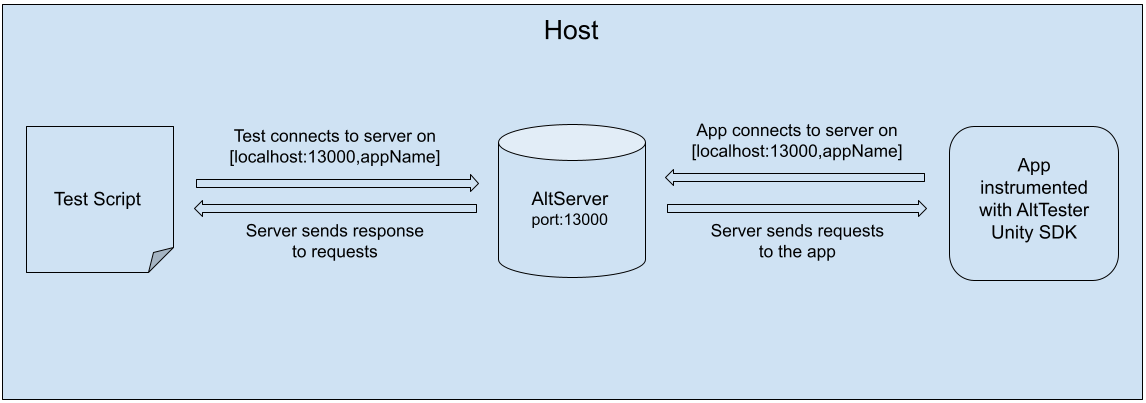 Host
Test Script
Test connects to server on
[localhost:13000,appName]
Server sends response
to requests
AltServer
port:13000
App connects to server on
[localhost:13000,appName]
Server sends requests
to the app
App
instrumented
with AltTester
Unity SDK